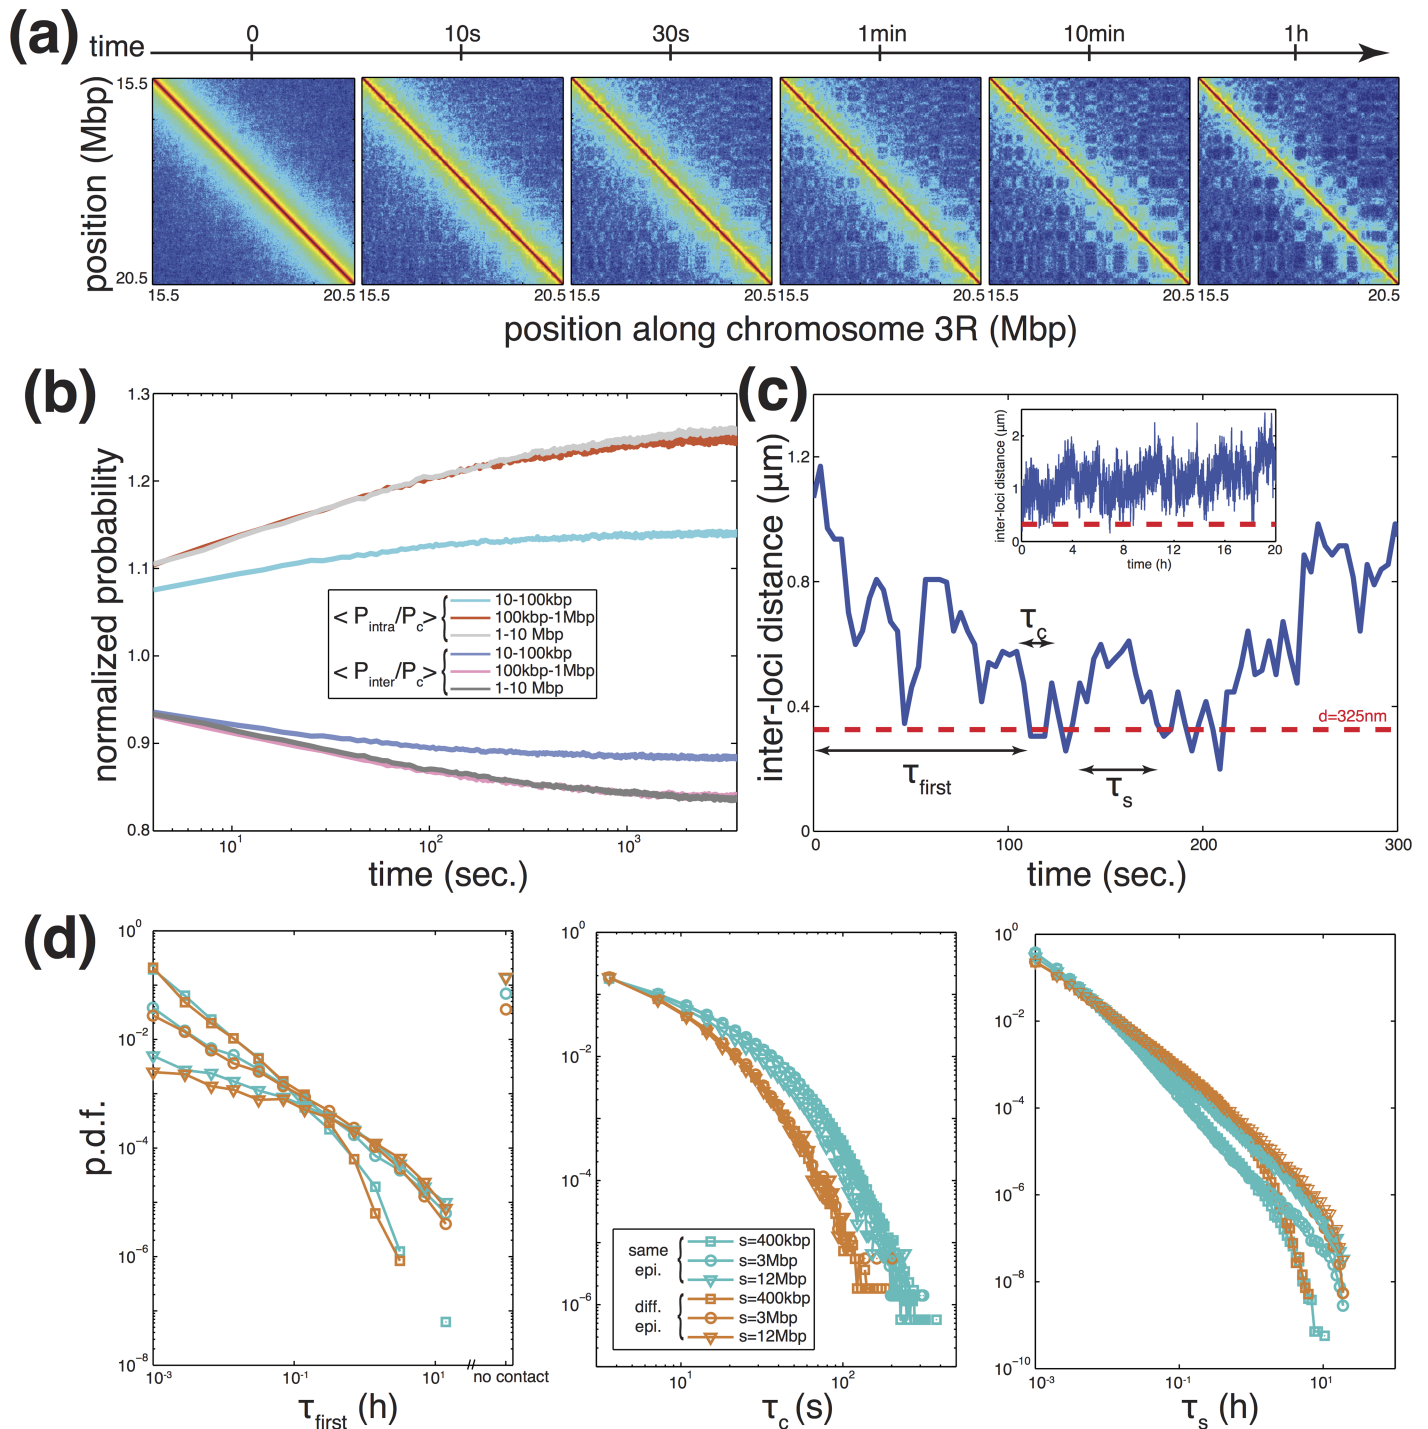 (a)
time
0 10s 30s 1min 10min 1h
position (Mbp)
15.5
20.5
15.5 20.5 15.5 20.5 15.5 20.5 15.5 20.5 15.5 20.5 15.5 20.5
position along chromosome 3R (Mbp)
(b)
normalized probability
1.3
1.2
1.1
1.0
0.9
0.8
< P_intra/P_c >
10-100kbp
100kbp-1Mbp
1-10 Mbp
< P_inter/P_c >
10-100kbp
100kbp-1Mbp
1-10 Mbp
10^1 10^2 10^3
time (sec.)
(c)
inter-loci distance (μm)
1.2
0.8
0.4
0
inter-loci distance (μm)
2
1
0
0 4 8 12 16 20
time (h)
τ_c
d=325nm
τ_first
τ_s
0 100 200 300
time (sec.)
(d)
p.d.f.
10^0
10^-2
10^-4
10^-6
10^-8
10^-3 10^-1 10^1 no contact
τ_first (h)
10^0
10^-2
10^-4
10^-6
same epi.
s=400kbp
s=3Mbp
s=12Mbp
diff. epi.
s=400kbp
s=3Mbp
s=12Mbp
10^1 10^2
τ_c (s)
10^0
10^-2
10^-4
10^-6
10^-8
10^-10
10^-3 10^-1 10^1
τ_s (h)